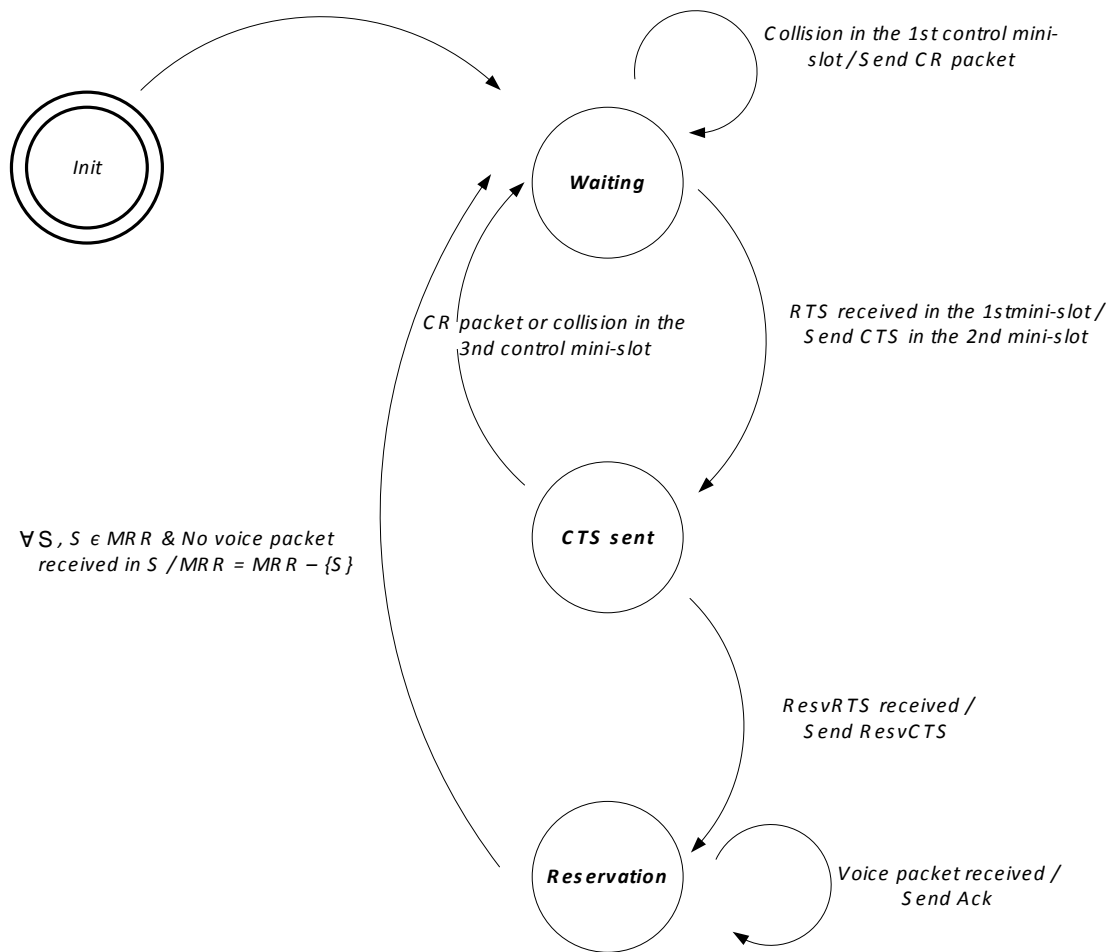 Collision in the 1st control mini-
slot / Send CR packet
Init
Waiting
RTS received in the 1stmini-slot /
Send CTS in the 2nd mini-slot
CR packet or collision in the
3nd control mini-slot
∀S, S ϵ MRR & No voice packet
received in S / MRR = MRR – {S}
CTS sent
ResvRTS received /
Send ResvCTS
Reservation
Voice packet received /
Send Ack